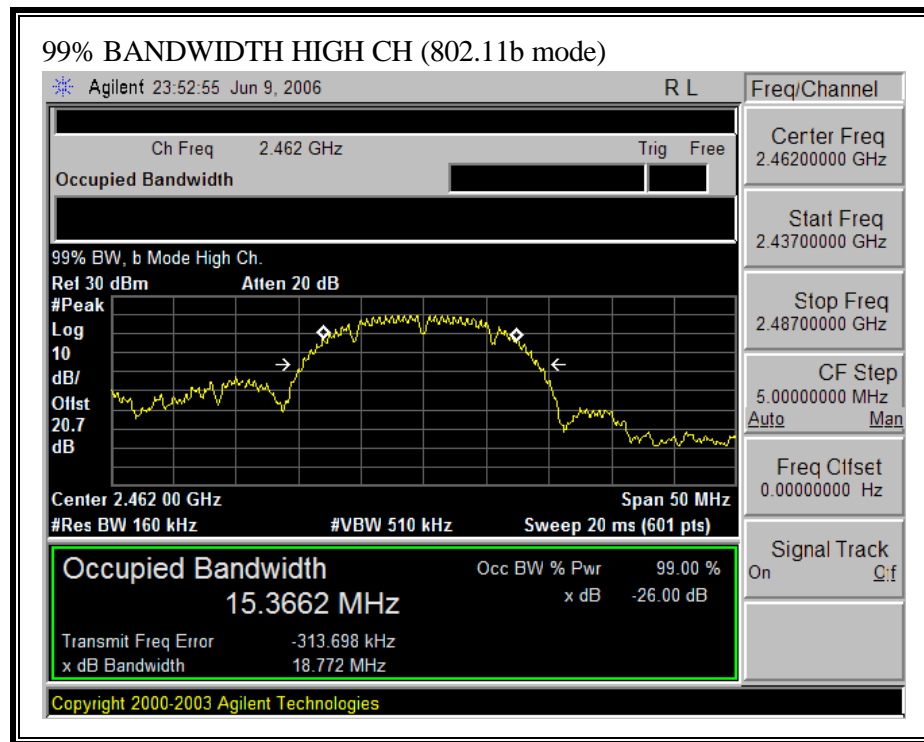 99% BANDWIDTH HIGH CH (802.11b mode)
Agilent 23:52:55 Jun 9, 2006 R L
Freq/Channel
Ch Freq 2.462 GHz Trig Free
Occupied Bandwidth
99% BW, b Mode High Ch.
Ref 30 dBm Atten 20 dB
#Peak
Log
10
dB/
Offst
20.7
dB
Center 2.462 00 GHz Span 50 MHz
#Res BW 160 kHz #VBW 510 kHz Sweep 20 ms (601 pts)
Occupied Bandwidth
15.3662 MHz
Occ BW % Pwr 99.00 %
x dB -26.00 dB
Transmit Freq Error -313.698 kHz
x dB Bandwidth 18.772 MHz
Copyright 2000-2003 Agilent Technologies
Center Freq
2.46200000 GHz
Start Freq
2.43700000 GHz
Stop Freq
2.48700000 GHz
CF Step
5.00000000 MHz
Auto Man
Freq Offset
0.00000000 Hz
Signal Track
On Off